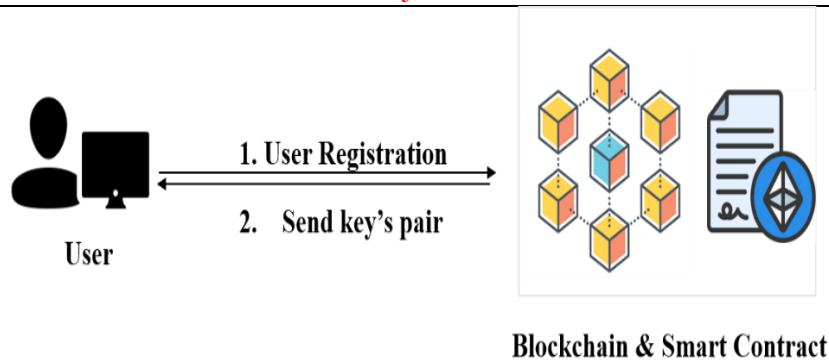 1. User Registration
2. Send key's pair
User
Blockchain & Smart Contract